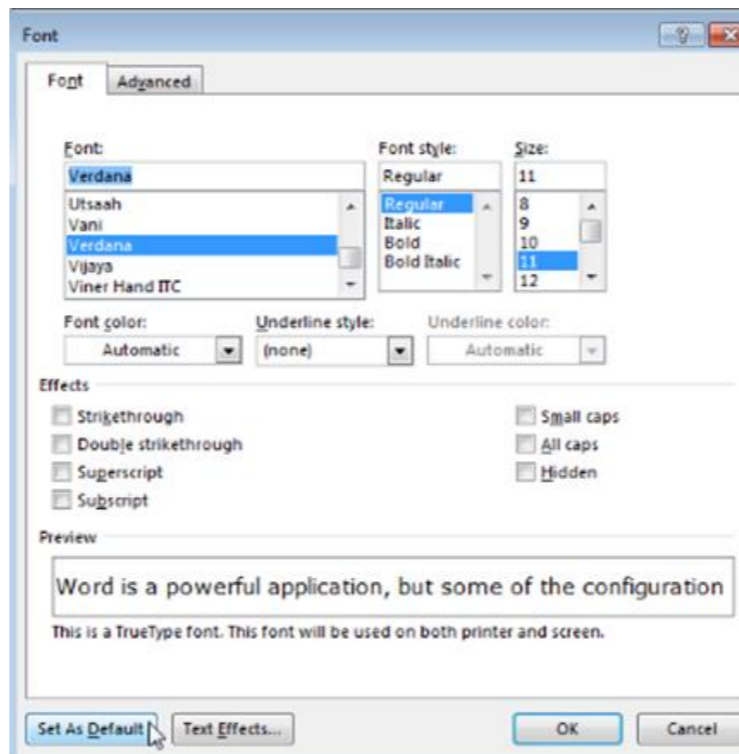 Font
Font Advanced
Font: Font style: Size:
Verdana Regular 11
Utsaah Regular 8
Vani Italic 9
Verdana Bold 10
Vijaya Bold Italic 11
Viner Hand ITC 12
Font color: Underline style: Underline color:
Automatic (none) Automatic
Effects
Strikethrough Small caps
Double strikethrough All caps
Superscript Hidden
Subscript
Preview
Word is a powerful application, but some of the configuration
This is a TrueType font. This font will be used on both printer and screen.
Set As Default Text Effects... OK Cancel